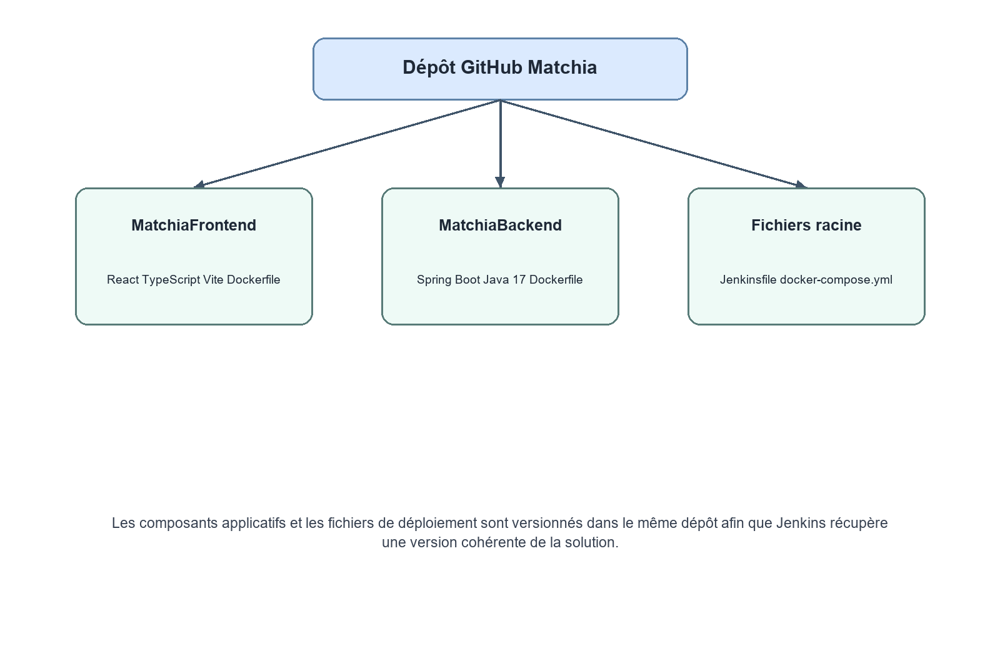 Dépôt GitHub Matchia
MatchiaFrontend
React TypeScript Vite Dockerfile
MatchiaBackend
Spring Boot Java 17 Dockerfile
Fichiers racine
Jenkinsfile docker-compose.yml
Les composants applicatifs et les fichiers de déploiement sont versionnés dans le même dépôt afin que Jenkins récupère
une version cohérente de la solution.